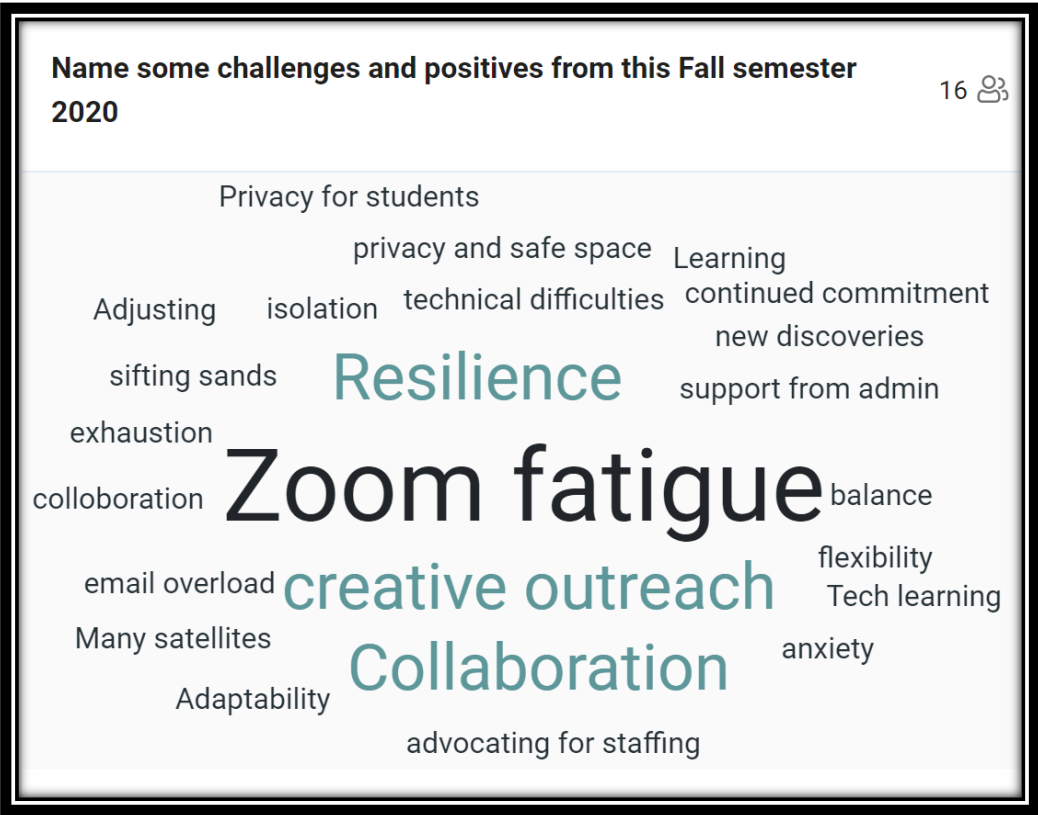 Name some challenges and positives from this Fall semester
2020
16
Privacy for students
privacy and safe space
Learning
continued commitment
Adjusting
isolation
technical difficulties
new discoveries
sifting sands
Resilience
support from admin
exhaustion
Zoom fatigue
colloboration
balance
flexibility
email overload
creative outreach
Tech learning
Many satellites
Collaboration
anxiety
Adaptability
advocating for staffing